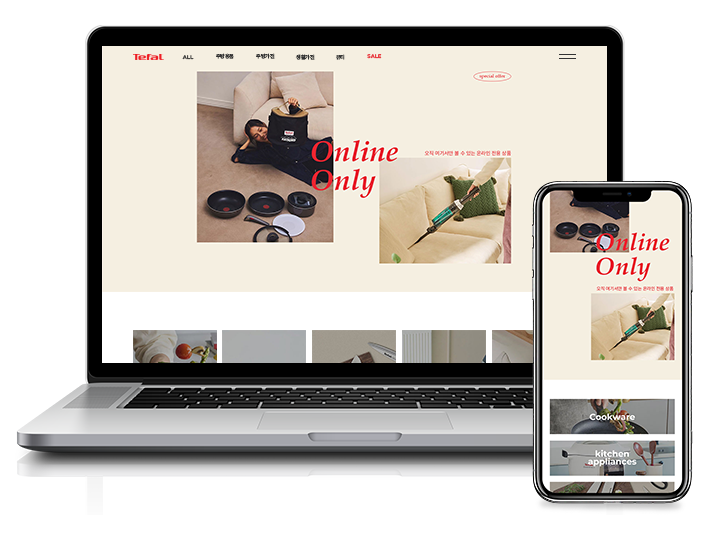 Tefal
ALL
주방용품
주방가전
생활가전
뷰티
SALE
special offer
Online
Only
오직 여기서만 볼 수 있는 온라인 전용 상품
Online
Only
오직 여기서만 볼 수 있는 온라인 전용 상품
Cookware
kitchen
appliances